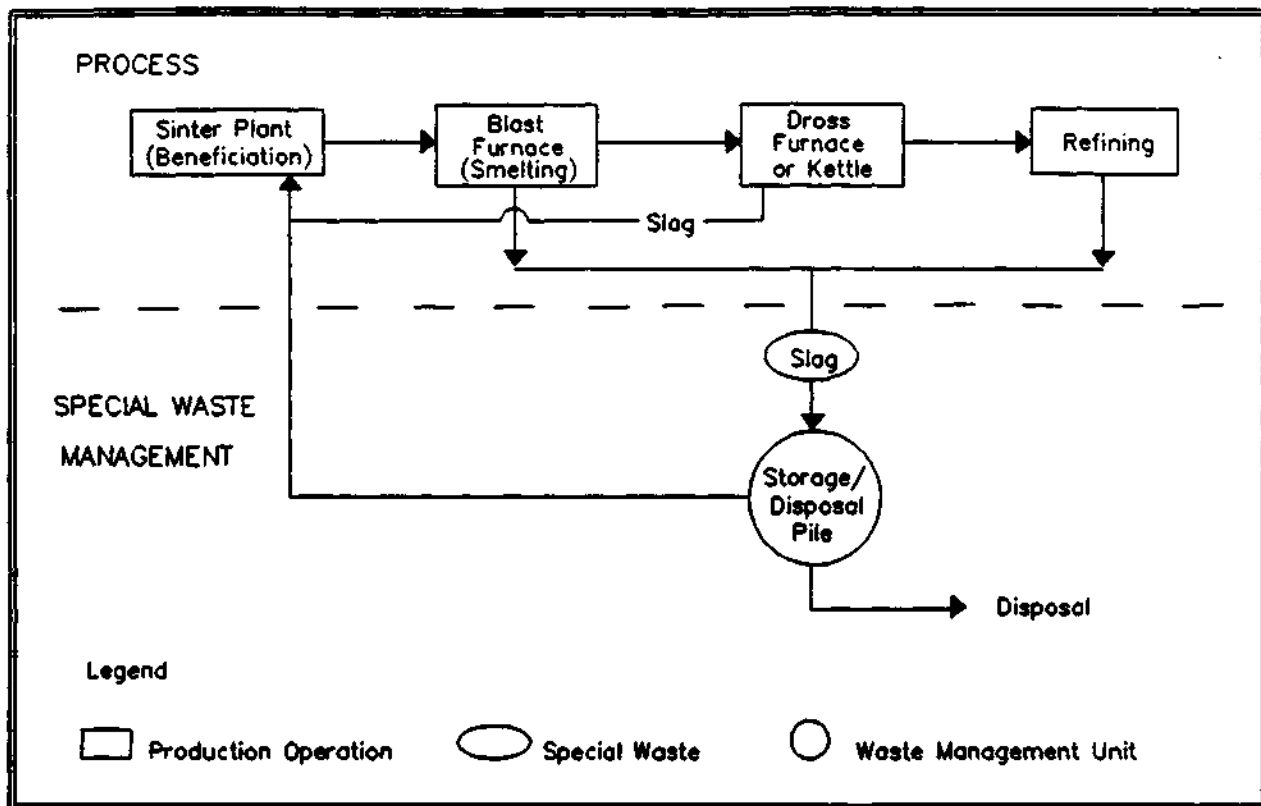 PROCESS
Sinter Plant
(Beneficiation)
Blast
Furnace
(Smelting)
Dross
Furnace
or Kettle
Refining
Slag
Slag
SPECIAL WASTE
MANAGEMENT
Storage/
Disposal
Pile
Disposal
Legend
Production Operation
Special Waste
Waste Management Unit